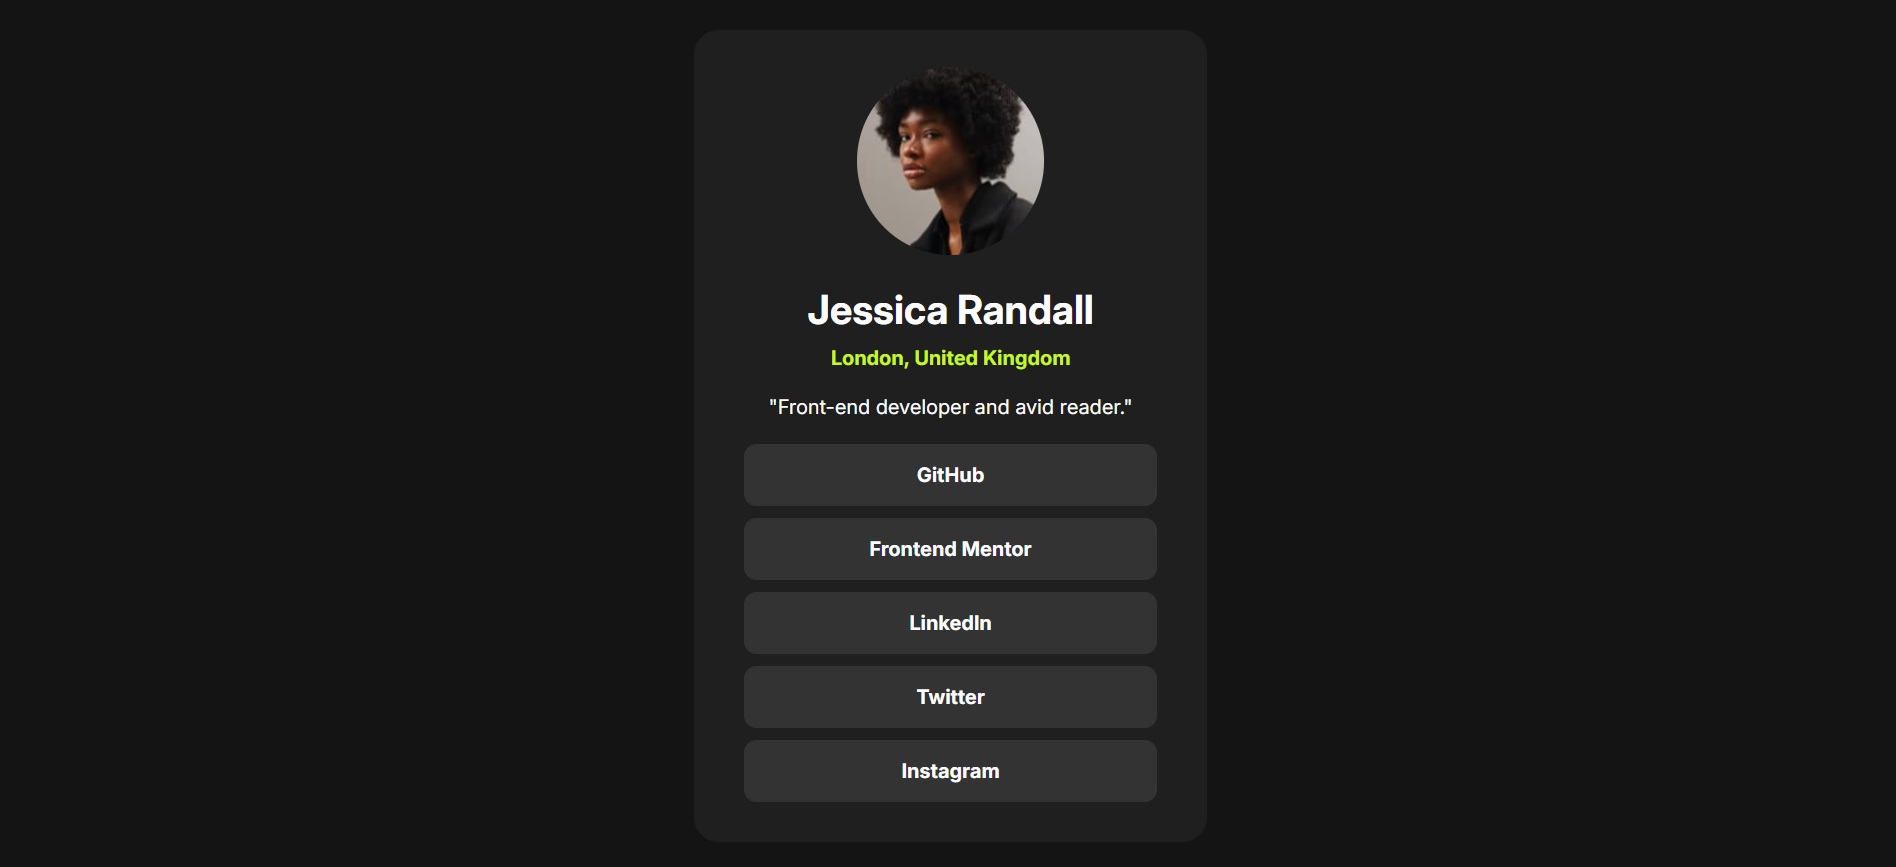 Jessica Randall
London, United Kingdom
"Front-end developer and avid reader."
GitHub
Frontend Mentor
LinkedIn
Twitter
Instagram